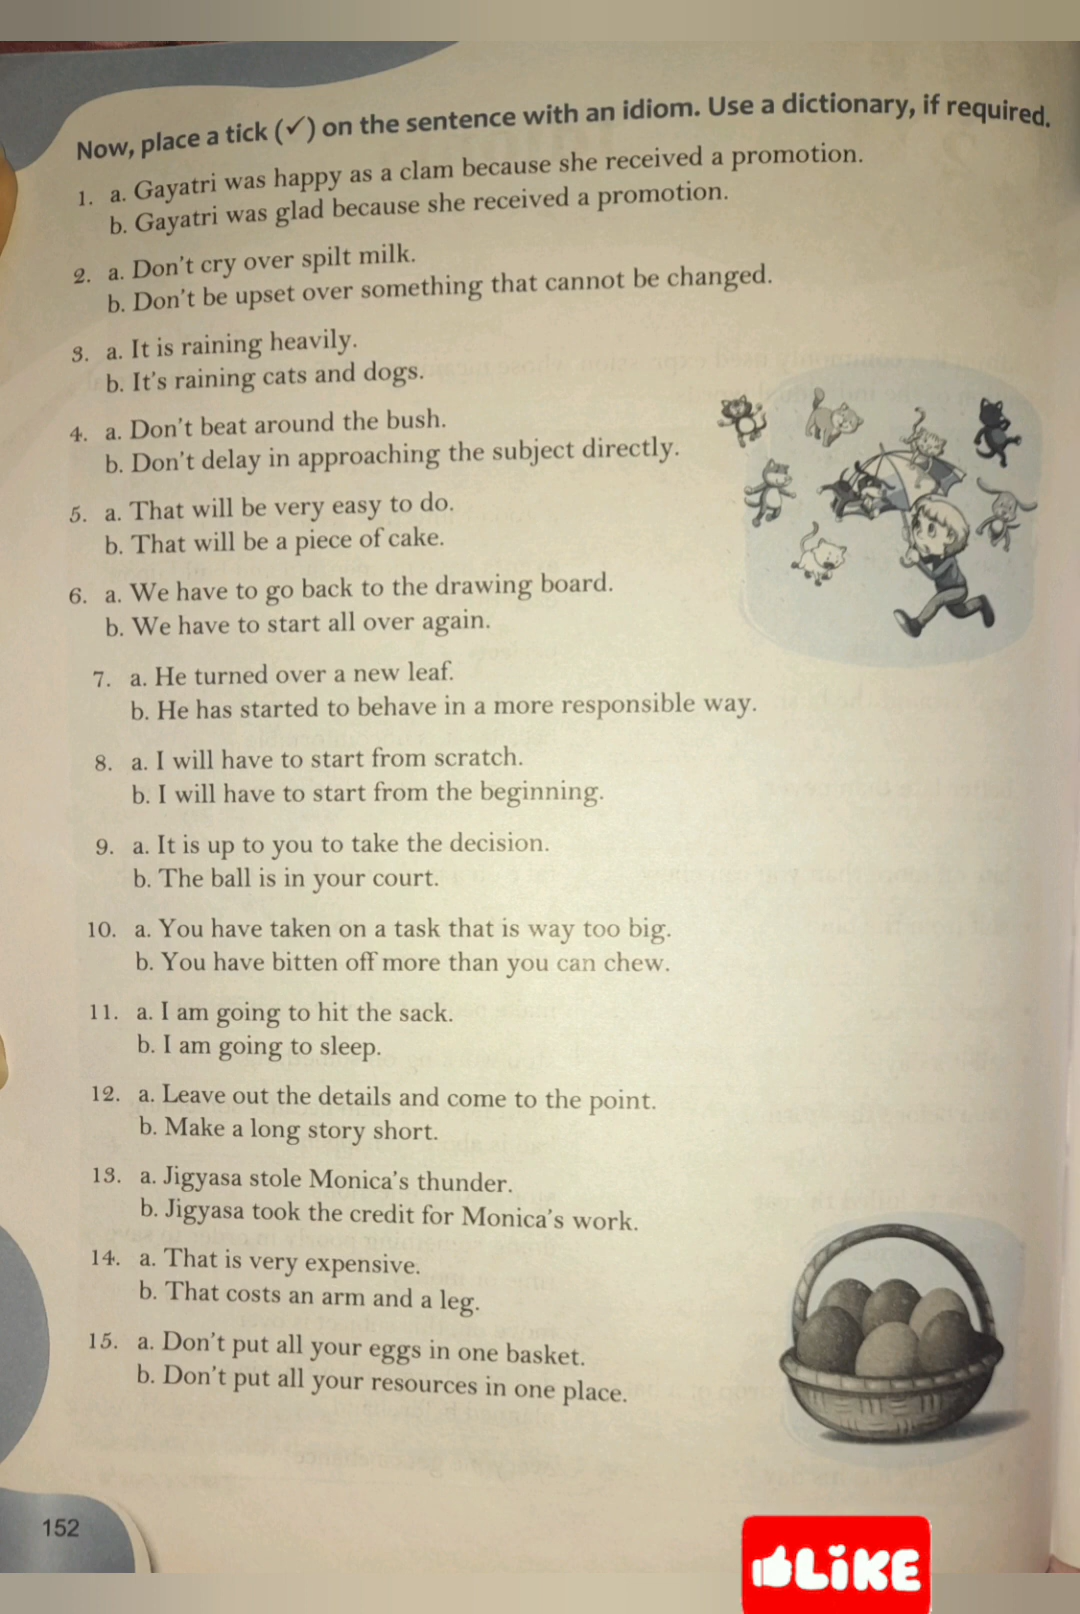 Now, place a tick (✓) on the sentence with an idiom. Use a dictionary, if required.
1. a. Gayatri was happy as a clam because she received a promotion.
b. Gayatri was glad because she received a promotion.
2. a. Don't cry over spilt milk.
b. Don't be upset over something that cannot be changed.
3. a. It is raining heavily.
b. It's raining cats and dogs.
4. a. Don't beat around the bush.
b. Don't delay in approaching the subject directly.
5. a. That will be very easy to do.
b. That will be a piece of cake.
6. a. We have to go back to the drawing board.
b. We have to start all over again.
7. a. He turned over a new leaf.
b. He has started to behave in a more responsible way.
8. a. I will have to start from scratch.
b. I will have to start from the beginning.
9. a. It is up to you to take the decision.
b. The ball is in your court.
10. a. You have taken on a task that is way too big.
b. You have bitten off more than you can chew.
11. a. I am going to hit the sack.
b. I am going to sleep.
12. a. Leave out the details and come to the point.
b. Make a long story short.
13. a. Jigyasa stole Monica's thunder.
b. Jigyasa took the credit for Monica's work.
14. a. That is very expensive.
b. That costs an arm and a leg.
15. a. Don't put all your eggs in one basket.
b. Don't put all your resources in one place.
152
LiKE